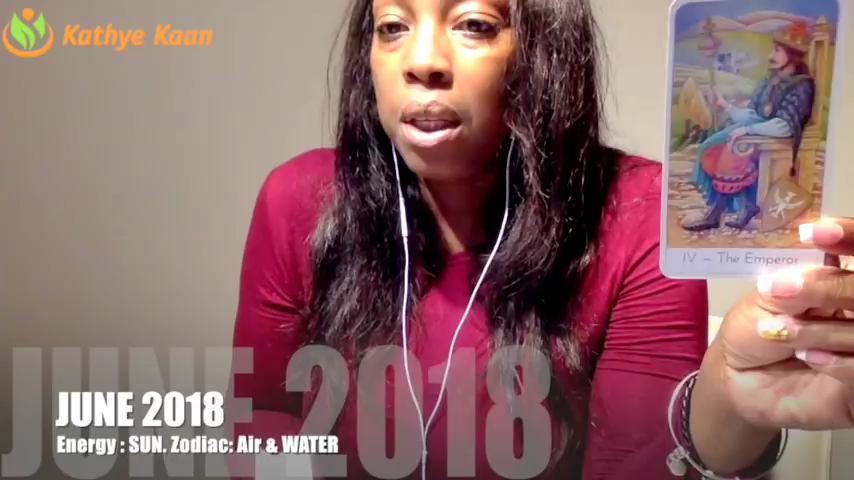 Kathye Kaan
IV – The Emperor
JUNE 2018
JUNE 2018
Energy : SUN. Zodiac: Air & WATER